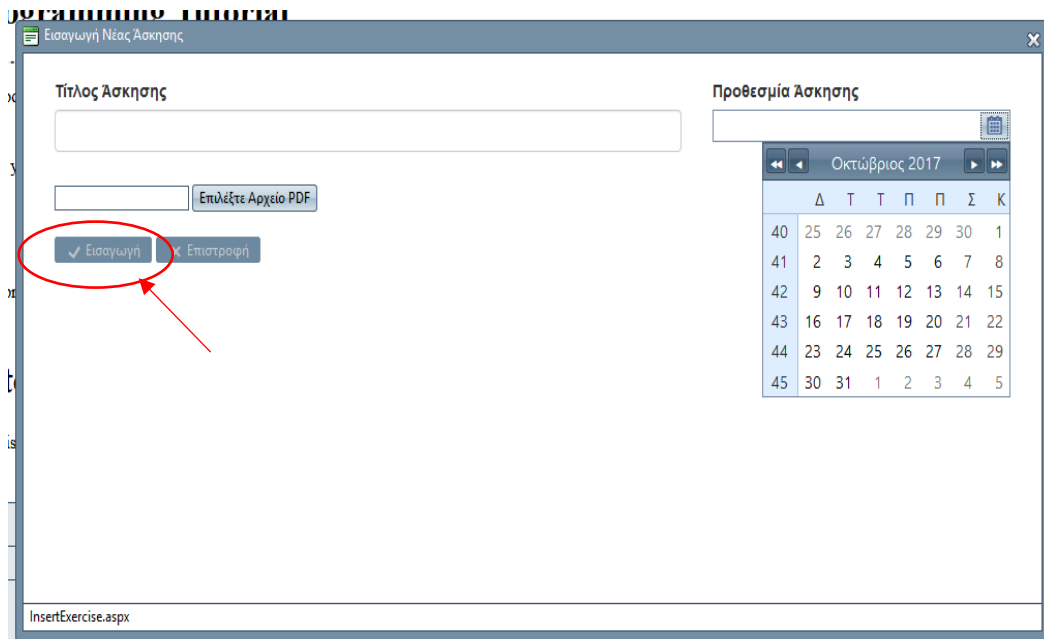 ogramming Tutorial
Εισαγωγή Νέας Άσκησης
Τίτλος Άσκησης
Προθεσμία Άσκησης
Επιλέξτε Αρχείο PDF
Εισαγωγή
Επιστροφή
Οκτώβριος 2017
Δ Τ Τ Π Π Σ Κ
40 25 26 27 28 29 30 1
41 2 3 4 5 6 7 8
42 9 10 11 12 13 14 15
43 16 17 18 19 20 21 22
44 23 24 25 26 27 28 29
45 30 31 1 2 3 4 5
InsertExercise.aspx